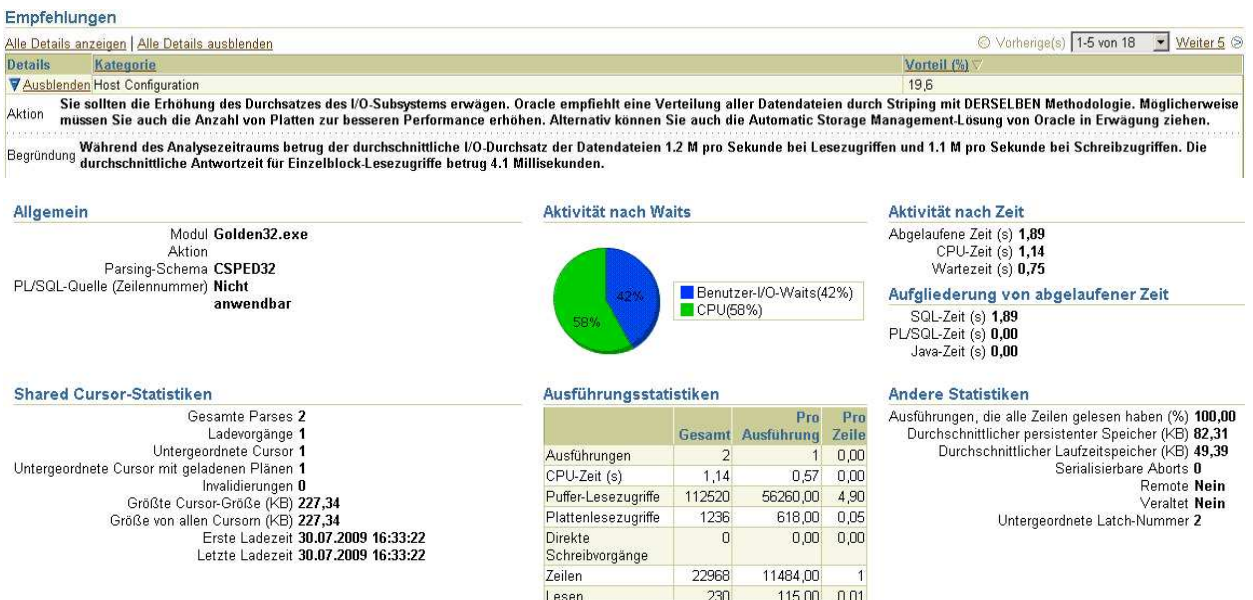 Empfehlungen
Alle Details anzeigen | Alle Details ausblenden
Vorherige(s) 1-5 von 18 Weiter 5
Details Kategorie Vorteil (%)
Ausblenden Host Configuration 19,6
Aktion Sie sollten die Erhöhung des Durchsatzes des I/O-Subsystems erwägen. Oracle empfiehlt eine Verteilung aller Datendateien durch Striping mit DERSELBEN Methodologie. Möglicherweise
müssen Sie auch die Anzahl von Platten zur besseren Performance erhöhen. Alternativ können Sie auch die Automatic Storage Management-Lösung von Oracle in Erwägung ziehen.
Begründung Während des Analysezeitraums betrug der durchschnittliche I/O-Durchsatz der Datendateien 1.2 M pro Sekunde bei Lesezugriffen und 1.1 M pro Sekunde bei Schreibzugriffen. Die
durchschnittliche Antwortzeit für Einzelblock-Lesezugriffe betrug 4.1 Millisekunden.
Allgemein
Modul Golden32.exe
Aktion
Parsing-Schema CSPED32
PL/SQL-Quelle (Zeilennummer) Nicht
anwendbar
Aktivität nach Waits
42%
58%
Benutzer-I/O-Waits(42%)
CPU(58%)
Aktivität nach Zeit
Abgelaufene Zeit (s) 1,89
CPU-Zeit (s) 1,14
Wartezeit (s) 0,75
Aufgliederung von abgelaufener Zeit
SQL-Zeit (s) 1,89
PL/SQL-Zeit (s) 0,00
Java-Zeit (s) 0,00
Shared Cursor-Statistiken
Gesamte Parses 2
Ladevorgänge 1
Untergeordnete Cursor 1
Untergeordnete Cursor mit geladenen Plänen 1
Invalidierungen 0
Größte Cursor-Größe (KB) 227,34
Größe von allen Cursorn (KB) 227,34
Erste Ladezeit 30.07.2009 16:33:22
Letzte Ladezeit 30.07.2009 16:33:22
Ausführungsstatistiken
Gesamt Pro Ausführung Pro Zeile
Ausführungen 2 1 0,00
CPU-Zeit (s) 1,14 0,57 0,00
Puffer-Lesezugriffe 112520 56260,00 4,90
Plattenlesezugriffe 1236 618,00 0,05
Direkte Schreibvorgänge 0 0,00 0,00
Zeilen 22968 11484,00 1
Lesen 230 115,00 0,01
Andere Statistiken
Ausführungen, die alle Zeilen gelesen haben (%) 100,00
Durchschnittlicher persistenter Speicher (KB) 82,31
Durchschnittlicher Laufzeitspeicher (KB) 49,39
Serialisierbare Aborts 0
Remote Nein
Veraltet Nein
Untergeordnete Latch-Nummer 2